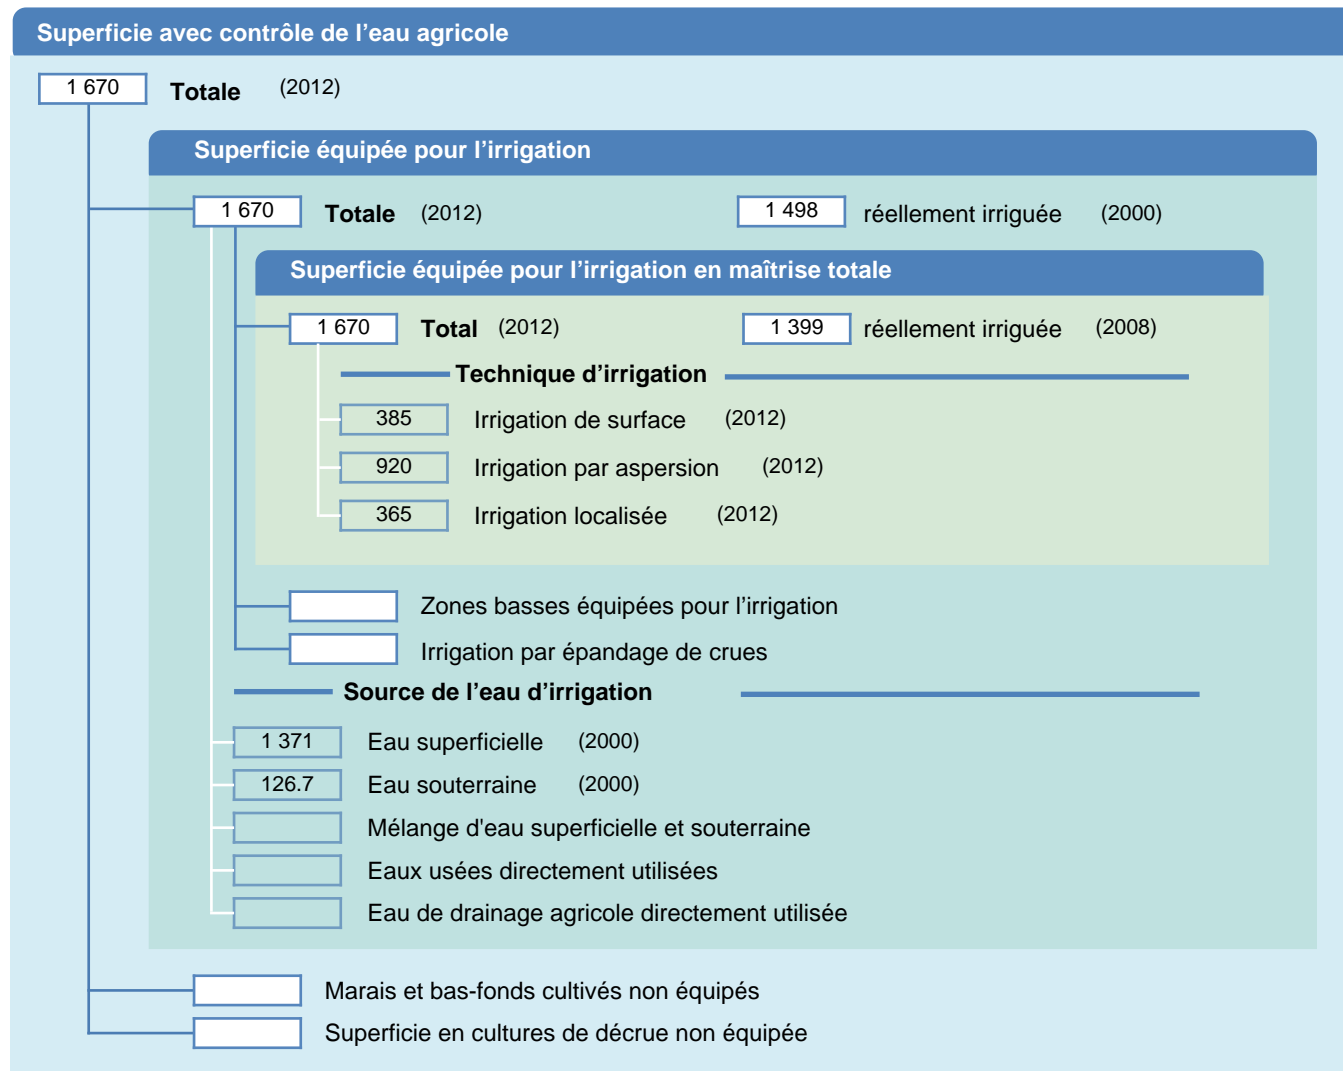 Superficie avec contrôle de l’eau agricole
1 670 Totale (2012)
Superficie équipée pour l’irrigation
1 670 Totale (2012) 1 498 réellement irriguée (2000)
Superficie équipée pour l’irrigation en maîtrise totale
1 670 Total (2012) 1 399 réellement irriguée (2008)
Technique d’irrigation
385 Irrigation de surface (2012)
920 Irrigation par aspersion (2012)
365 Irrigation localisée (2012)
Zones basses équipées pour l’irrigation
Irrigation par épandage de crues
Source de l’eau d’irrigation
1 371 Eau superficielle (2000)
126.7 Eau souterraine (2000)
Mélange d'eau superficielle et souterraine
Eaux usées directement utilisées
Eau de drainage agricole directement utilisée
Marais et bas-fonds cultivés non équipés
Superficie en cultures de décrue non équipée